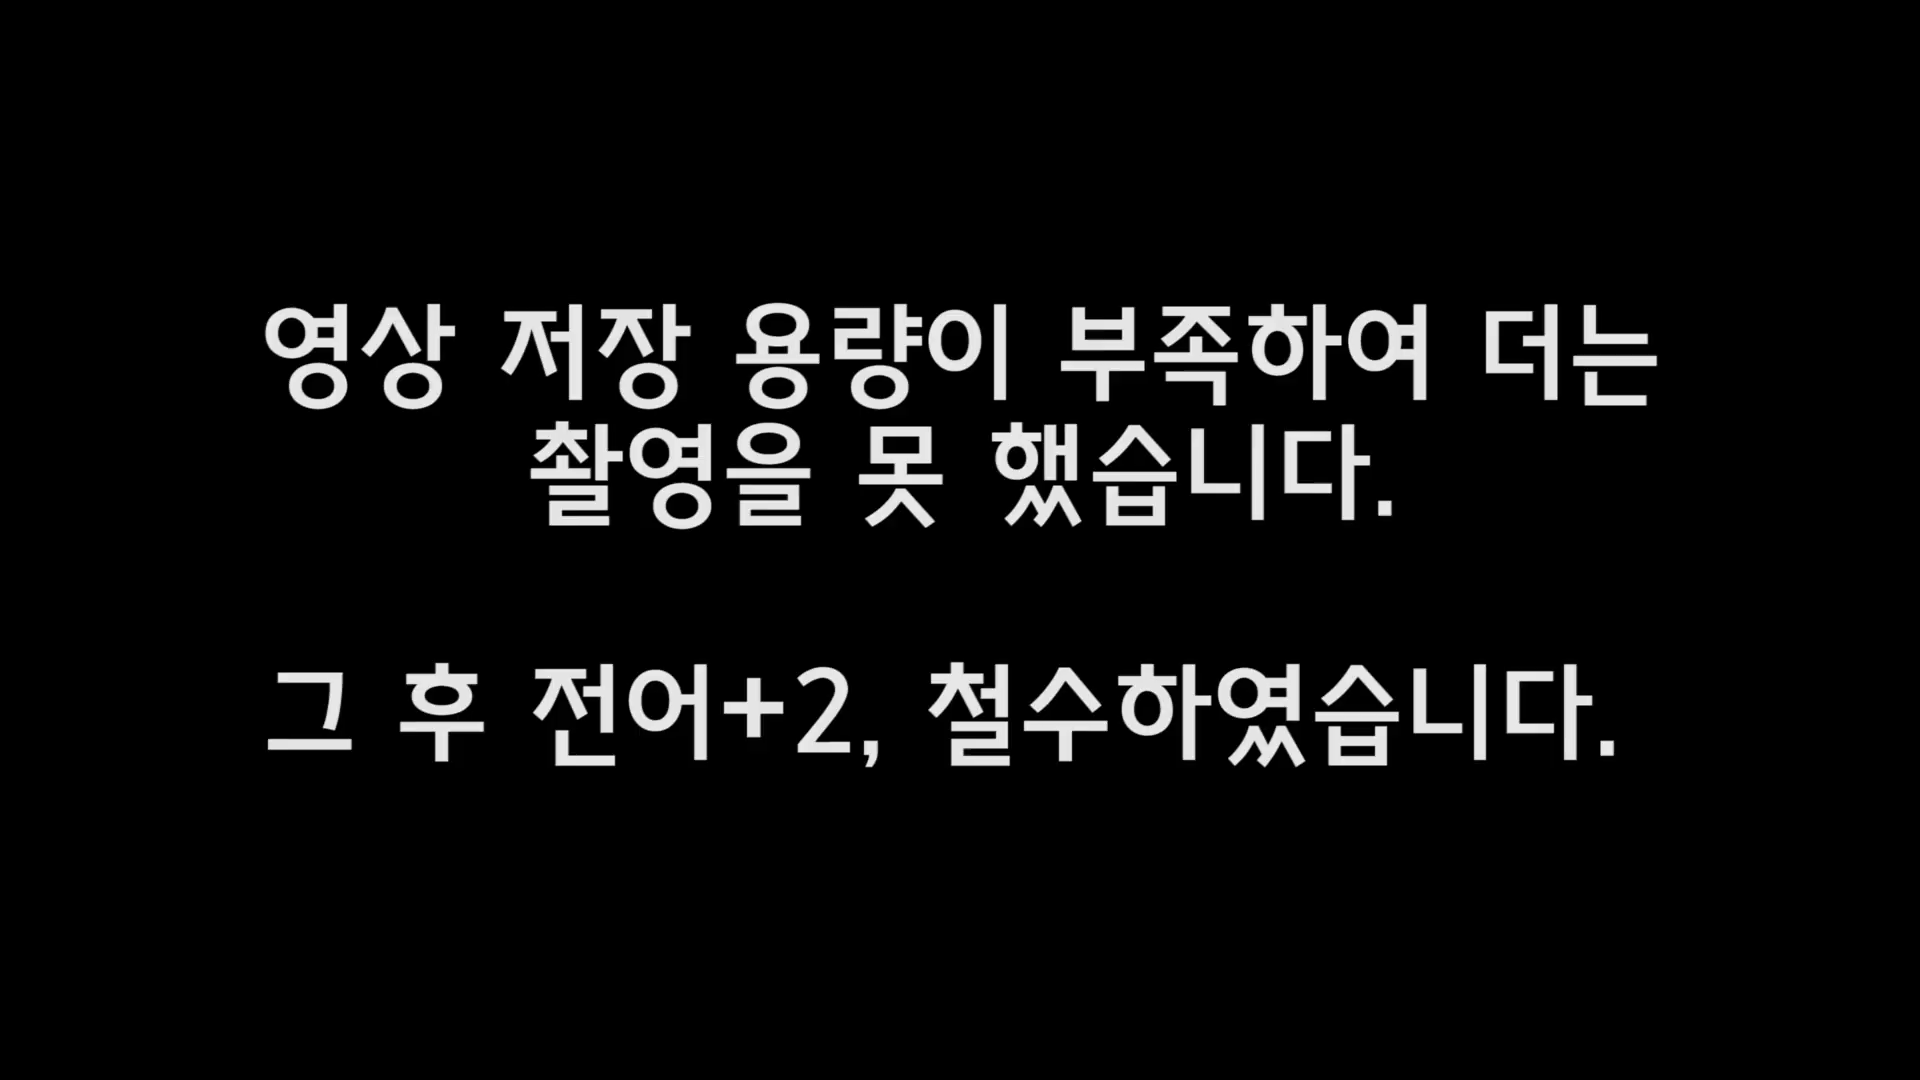 영상 저장 용량이 부족하여 더는
촬영을 못 했습니다.
그 후 전어+2, 철수하였습니다.